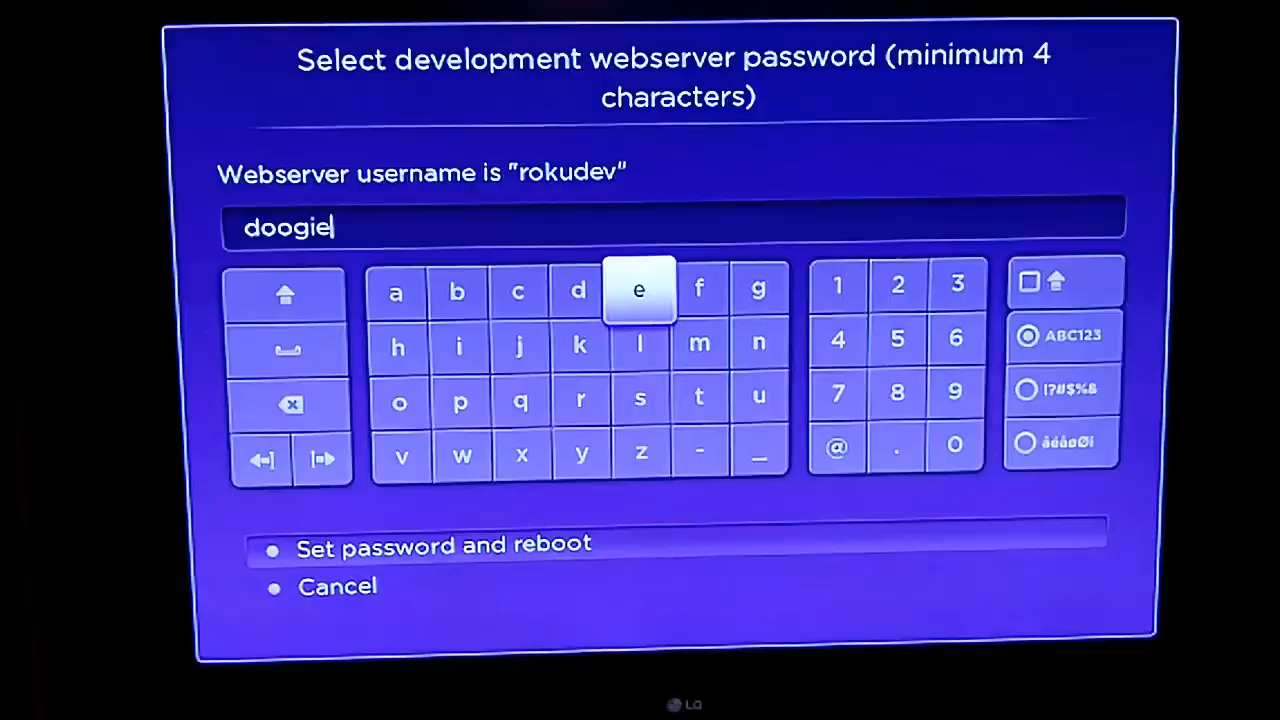 Select development webserver password (minimum 4
characters)
Webserver username is "rokudev"
doogie
a b c d e f g 1 2 3
h i j k l m n 4 5 6 ABC123
o p q r s t u 7 8 9 !?#$%&
v w x y z - _ @ . 0
Set password and reboot
Cancel
LG